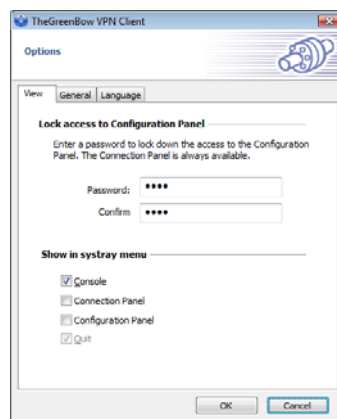 TheGreenBow VPN Client
Options
View General Language
Lock access to Configuration Panel
Enter a password to lock down the access to the Configuration
Panel. The Connection Panel is always available.
Password: ••••
Confirm ••••
Show in systray menu
Console
Connection Panel
Configuration Panel
Quit
OK Cancel